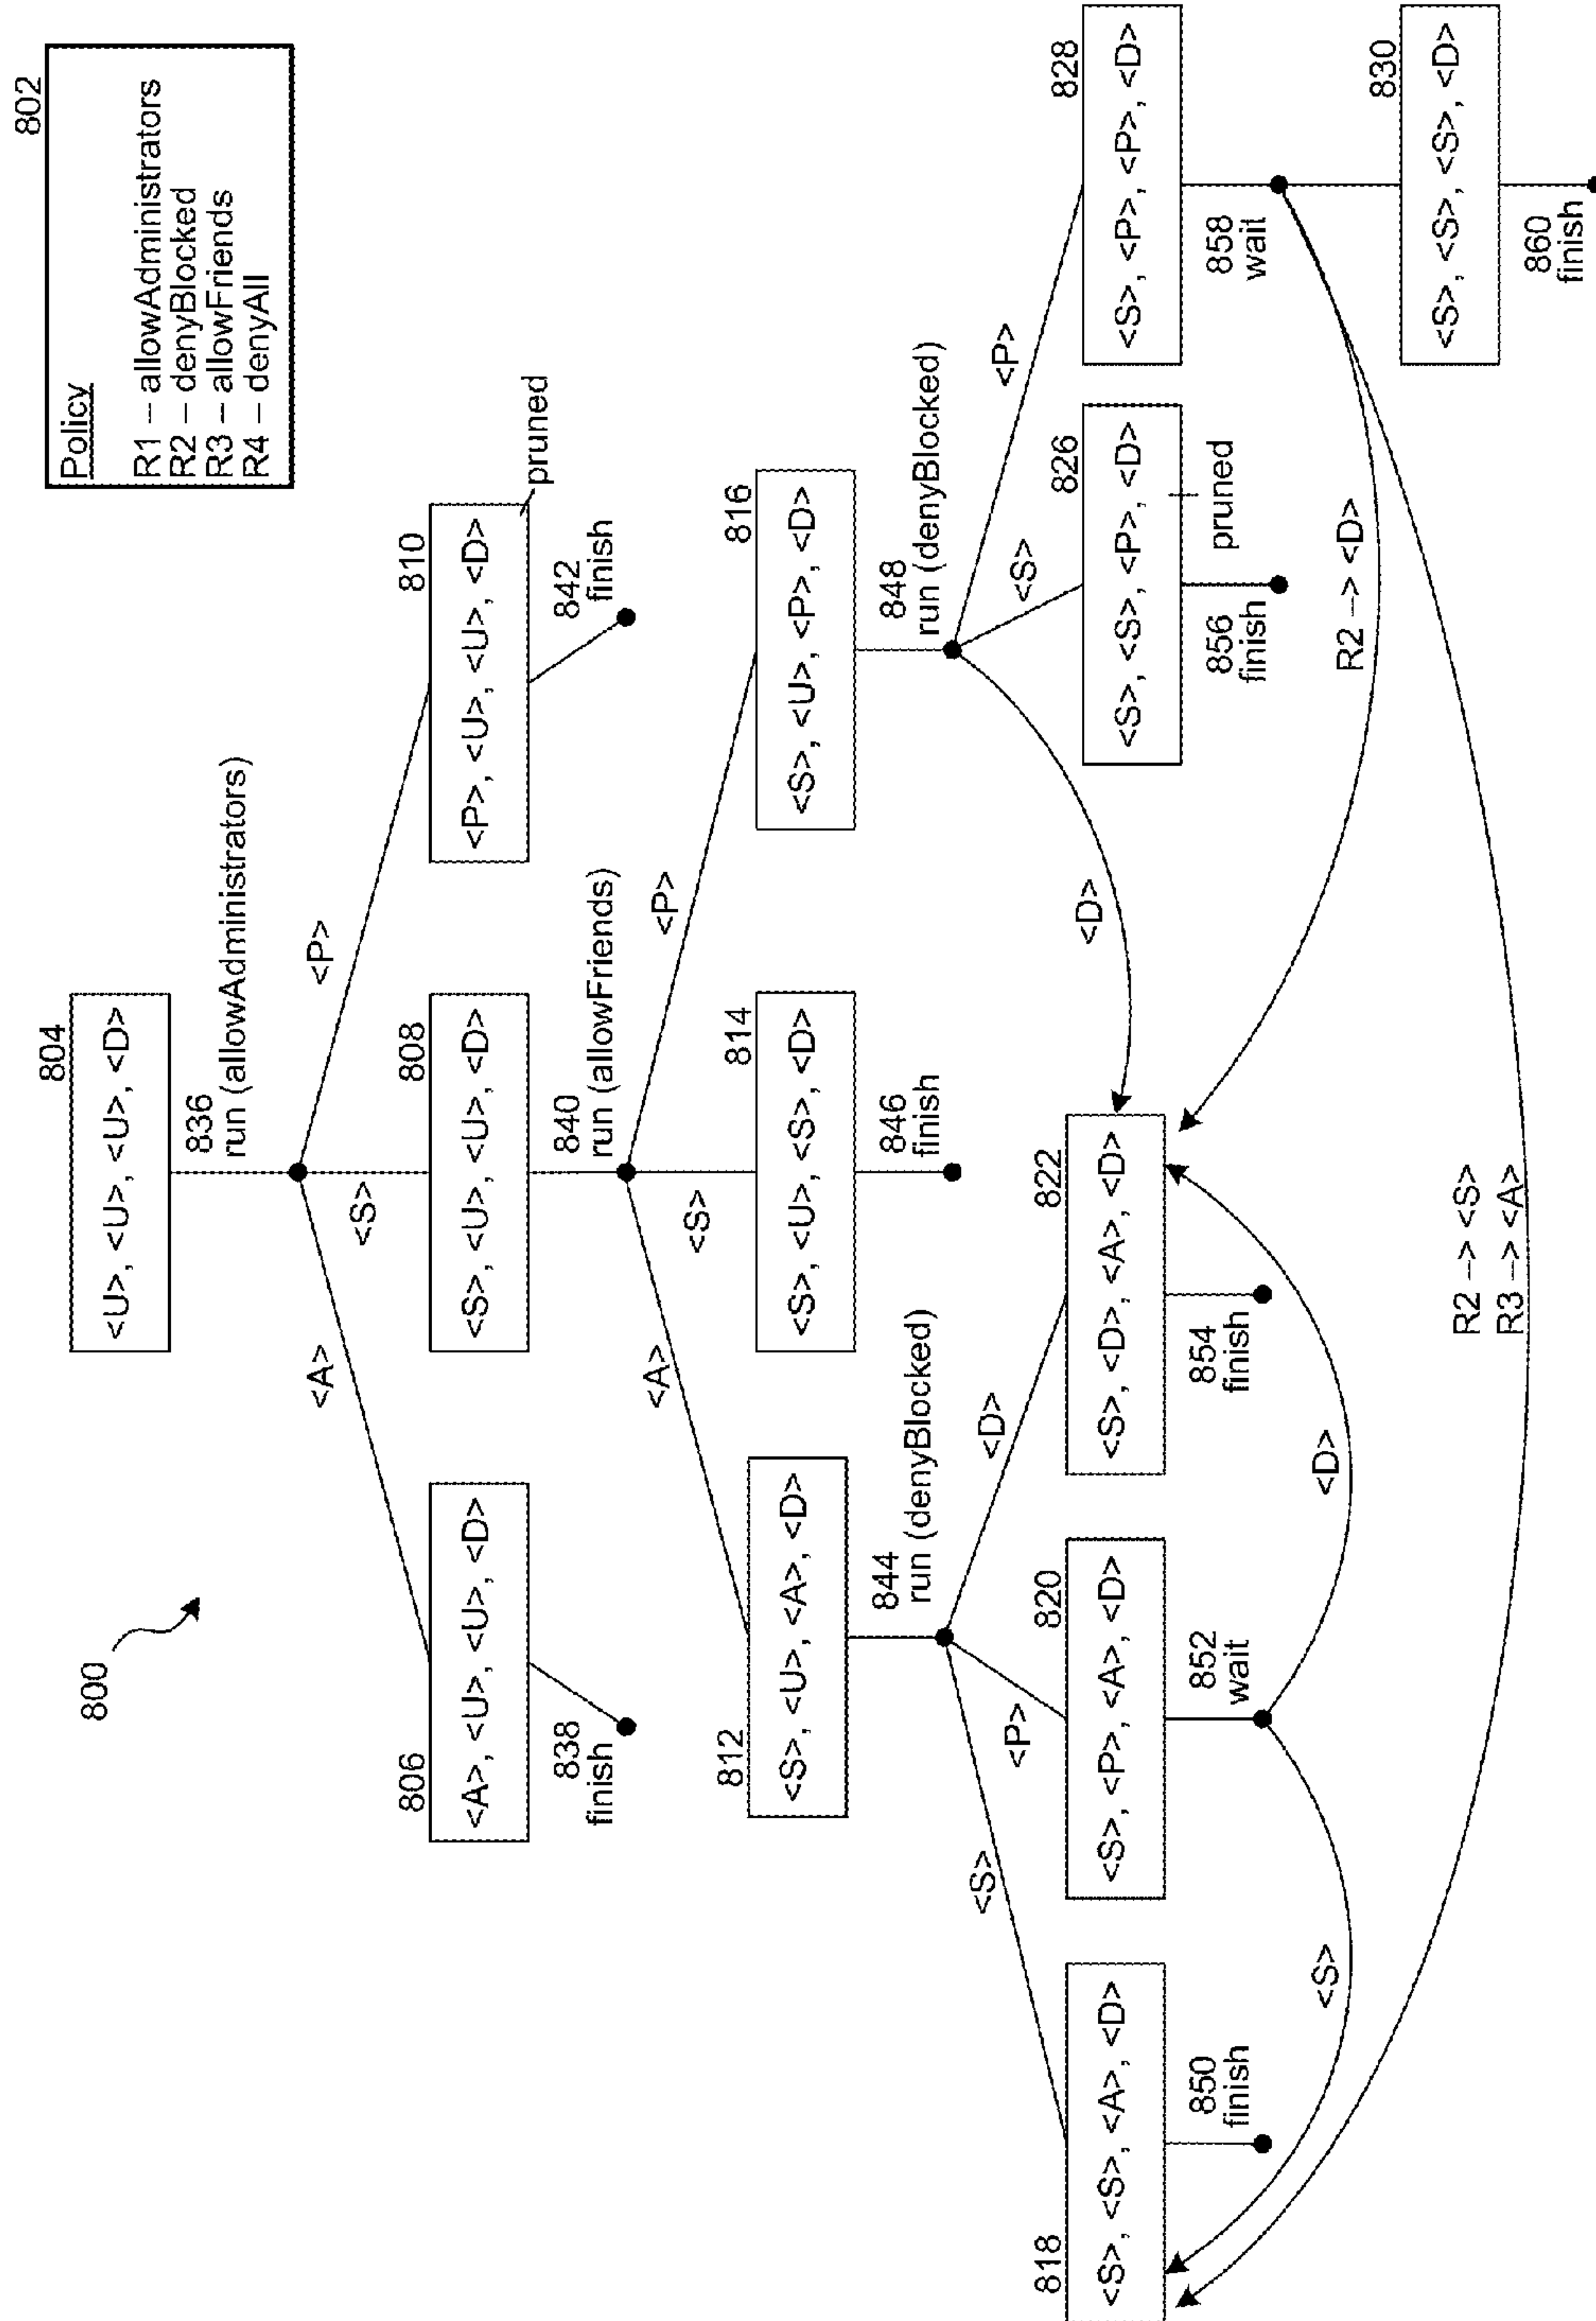 802
Policy
R1 -- allowAdministrators
R2 – denyBlocked
R3 – allowFriends
R4 – denyAll
800
804
<U>, <U>, <U>, <D>
836
run (allowAdministrators)
<A>
<S>
<P>
806
<A>, <U>, <U>, <D>
838
finish
808
<S>, <U>, <U>, <D>
840
run (allowFriends)
810
<P>, <U>, <U>, <D>
pruned
842
finish
<A>
<S>
<P>
812
<S>, <U>, <A>, <D>
844
run (denyBlocked)
814
<S>, <U>, <S>, <D>
846
finish
816
<S>, <U>, <P>, <D>
848
run (denyBlocked)
<S>
<P>
<D>
<D>
<S>
<P>
818
<S>, <S>, <A>, <D>
850
finish
820
<S>, <P>, <A>, <D>
852
wait
822
<S>, <D>, <A>, <D>
854
finish
826
<S>, <S>, <P>, <D>
856
finish
pruned
828
<S>, <P>, <P>, <D>
858
wait
<S>
<D>
R2 --> <D>
R2 --> <S>
R3 --> <A>
830
<S>, <S>, <S>, <D>
860
finish